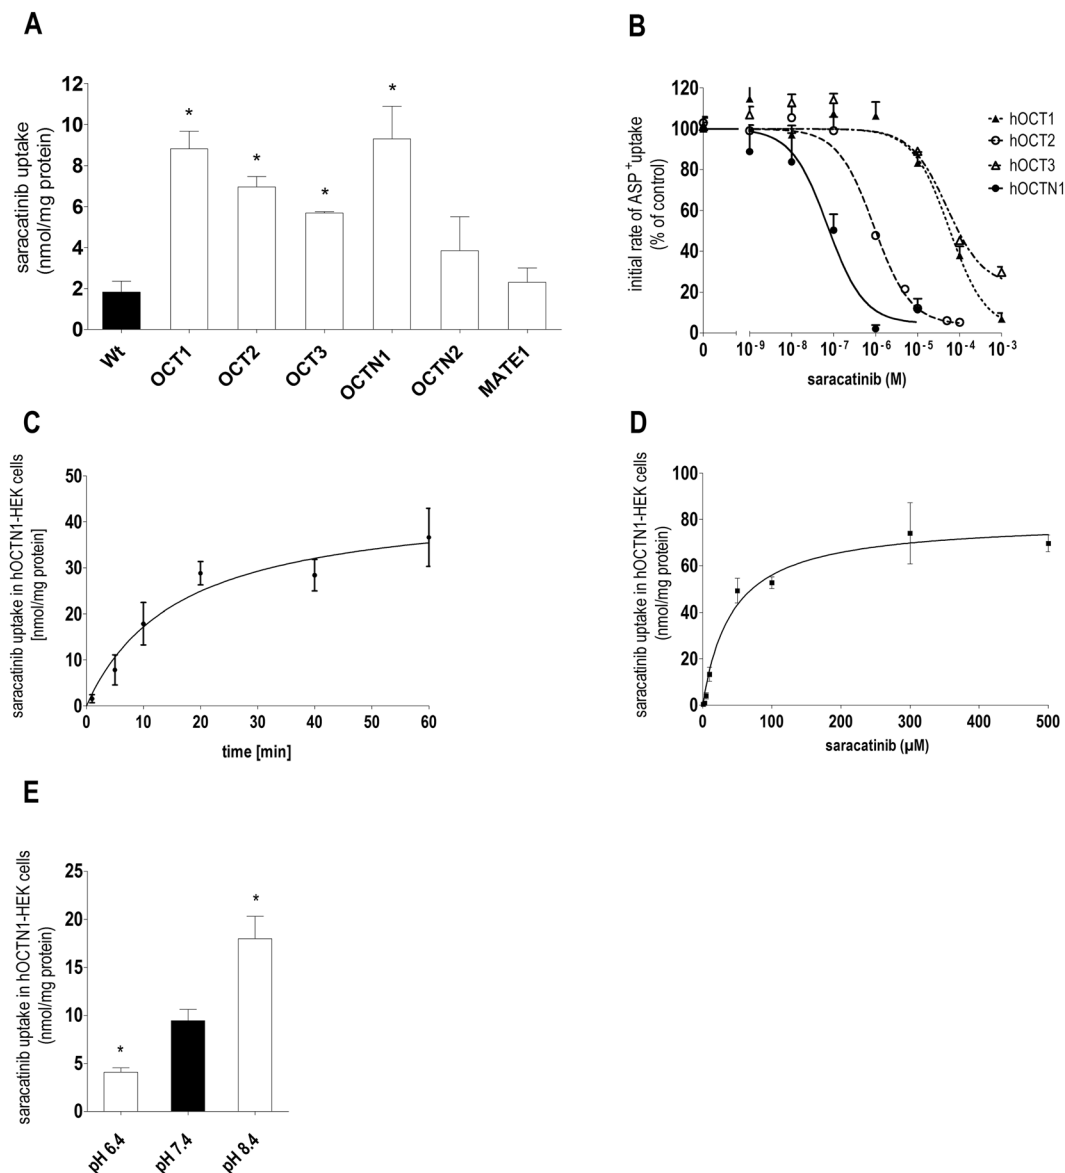 A
saracatinib uptake
(nmol/mg protein)
12
10
8
6
4
2
0
*
*
*
*
Wt
OCT1
OCT2
OCT3
OCTN1
OCTN2
MATE1
B
initial rate of ASP+uptake
(% of control)
120
100
80
60
40
20
0
0 10-9 10-8 10-7 10-6 10-5 10-4 10-3
saracatinib (M)
hOCT1
hOCT2
hOCT3
hOCTN1
C
saracatinib uptake in hOCTN1-HEK cells
[nmol/mg protein]
50
40
30
20
10
0
0 10 20 30 40 50 60
time [min]
D
saracatinib uptake in hOCTN1-HEK cells
(nmol/mg protein)
100
80
60
40
20
0
0 100 200 300 400 500
saracatinib (µM)
E
saracatinib uptake in hOCTN1-HEK cells
(nmol/mg protein)
25
20
15
10
5
0
*
*
pH 6.4
pH 7.4
pH 8.4